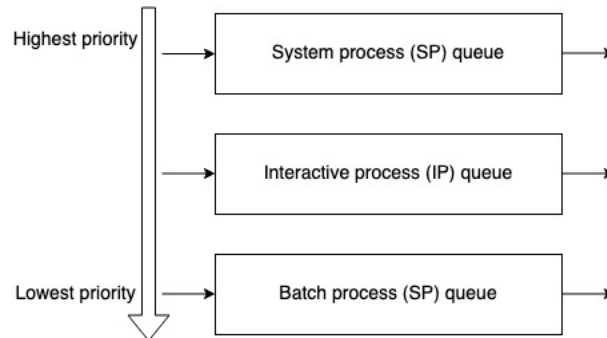 Highest priority
System process (SP) queue
Interactive process (IP) queue
Lowest priority
Batch process (SP) queue